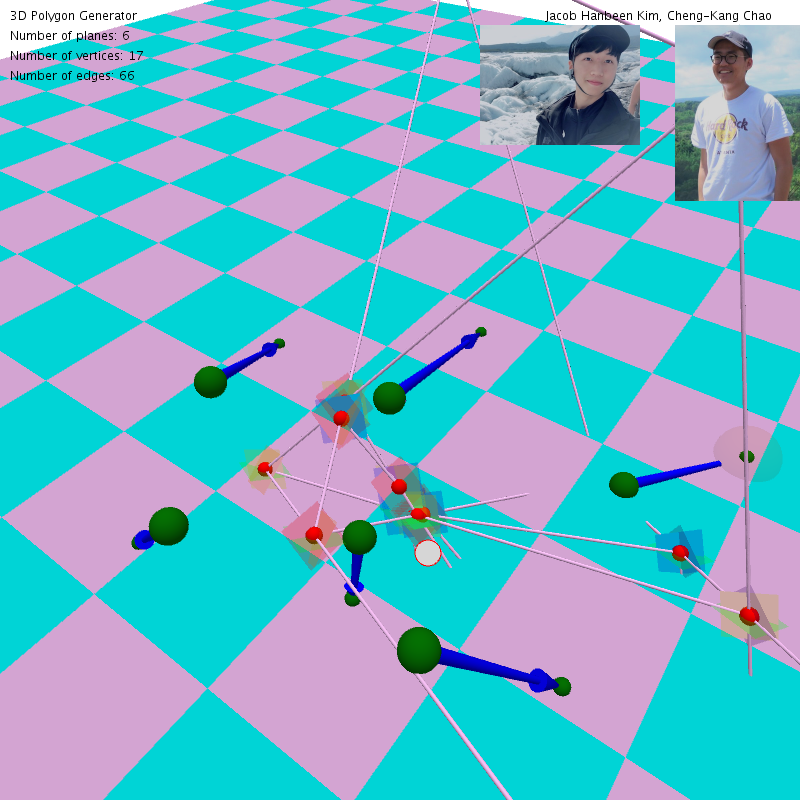 3D Polygon Generator
Jacob Hanbeen Kim, Cheng-Kang Chao
Number of planes: 6
Number of vertices: 17
Number of edges: 66